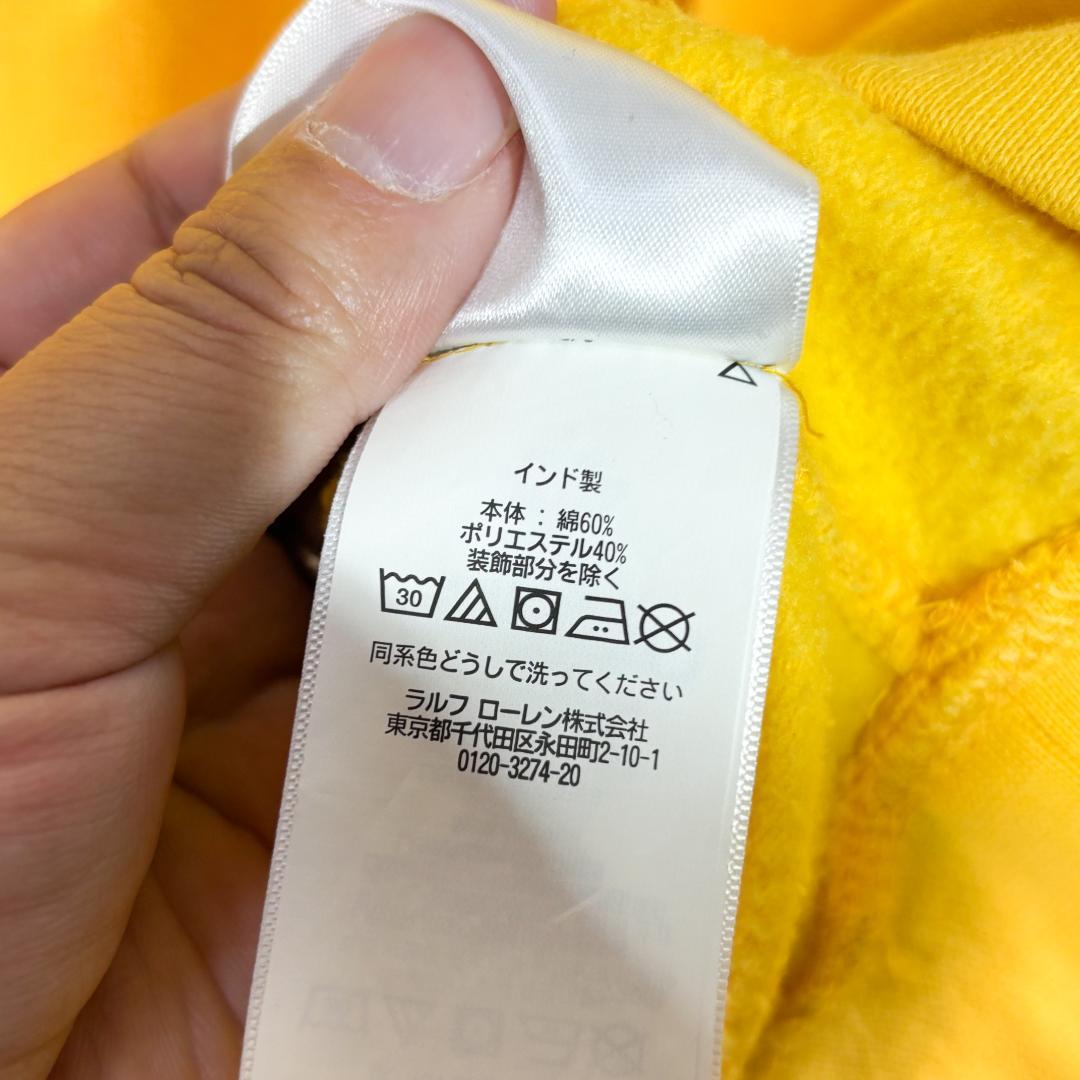 インド製
本体 : 綿60%
ポリエステル40%
装飾部分を除く
30
同系色どうしで洗ってください
ラルフ ローレン株式会社
東京都千代田区永田町2-10-1
0120-3274-20